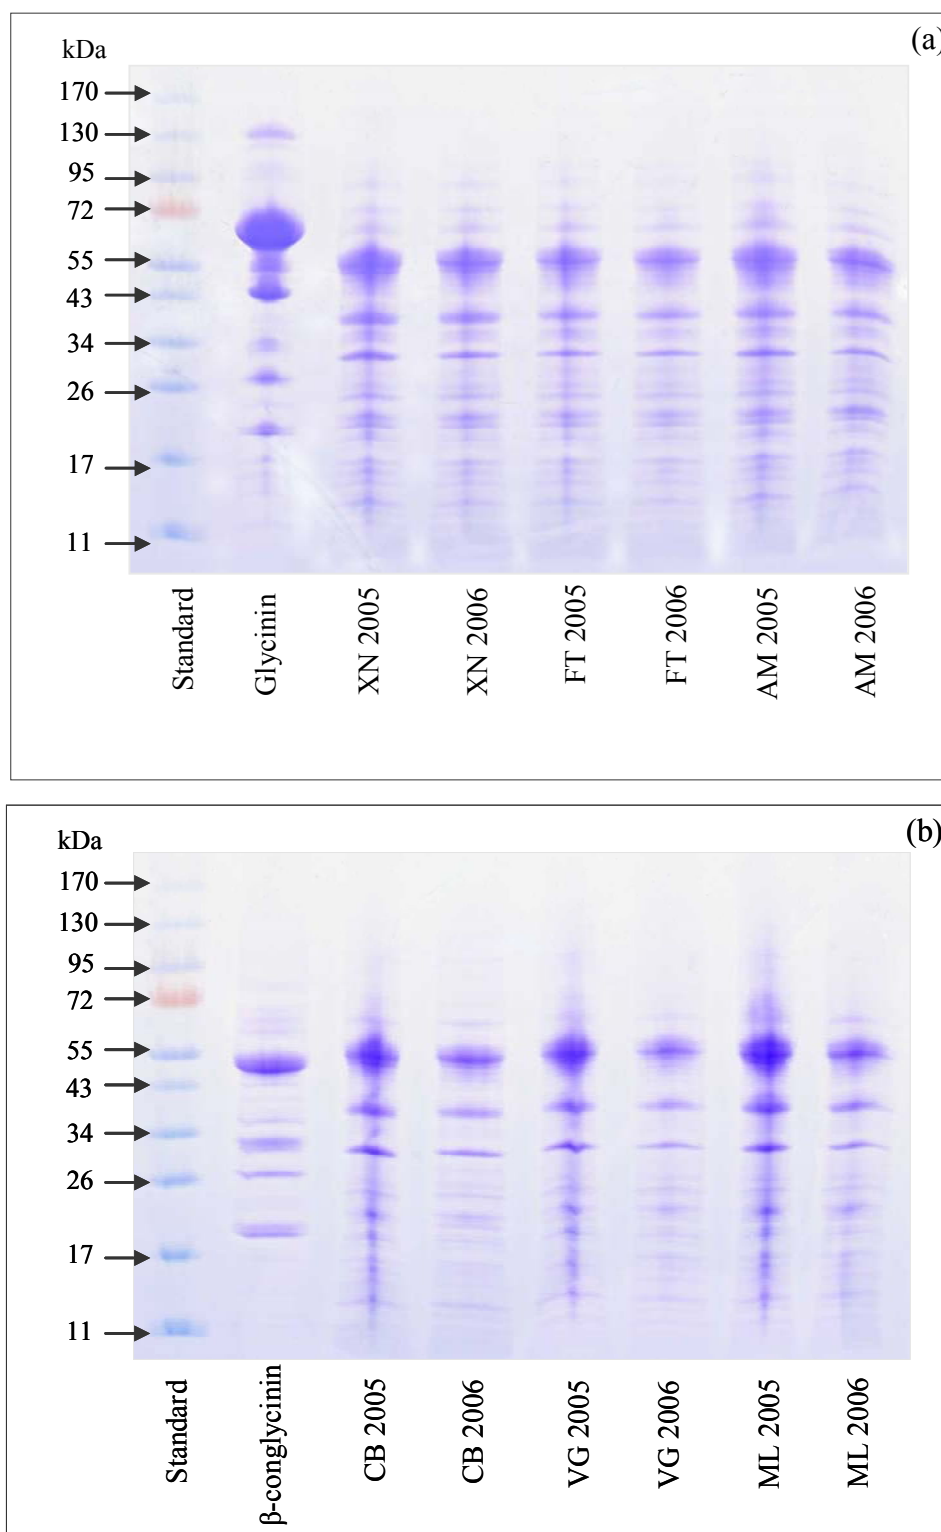 (a)
kDa
170
130
95
72
55
43
34
26
17
11
Standard
Glycinin
XN 2005
XN 2006
FT 2005
FT 2006
AM 2005
AM 2006
(b)
kDa
170
130
95
72
55
43
34
26
17
11
Standard
β-conglycinin
CB 2005
CB 2006
VG 2005
VG 2006
ML 2005
ML 2006